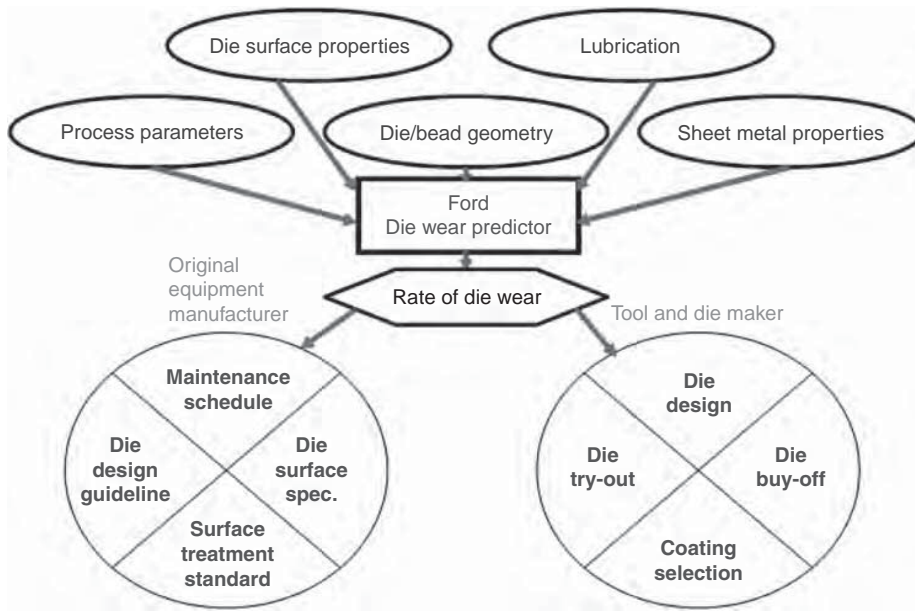 Die surface properties
Lubrication
Process parameters
Die/bead geometry
Sheet metal properties
Ford
Die wear predictor
Original
equipment
manufacturer
Rate of die wear
Tool and die maker
Maintenance
schedule
Die
design
guideline
Die
surface
spec.
Surface
treatment
standard
Die
design
Die
try-out
Die
buy-off
Coating
selection